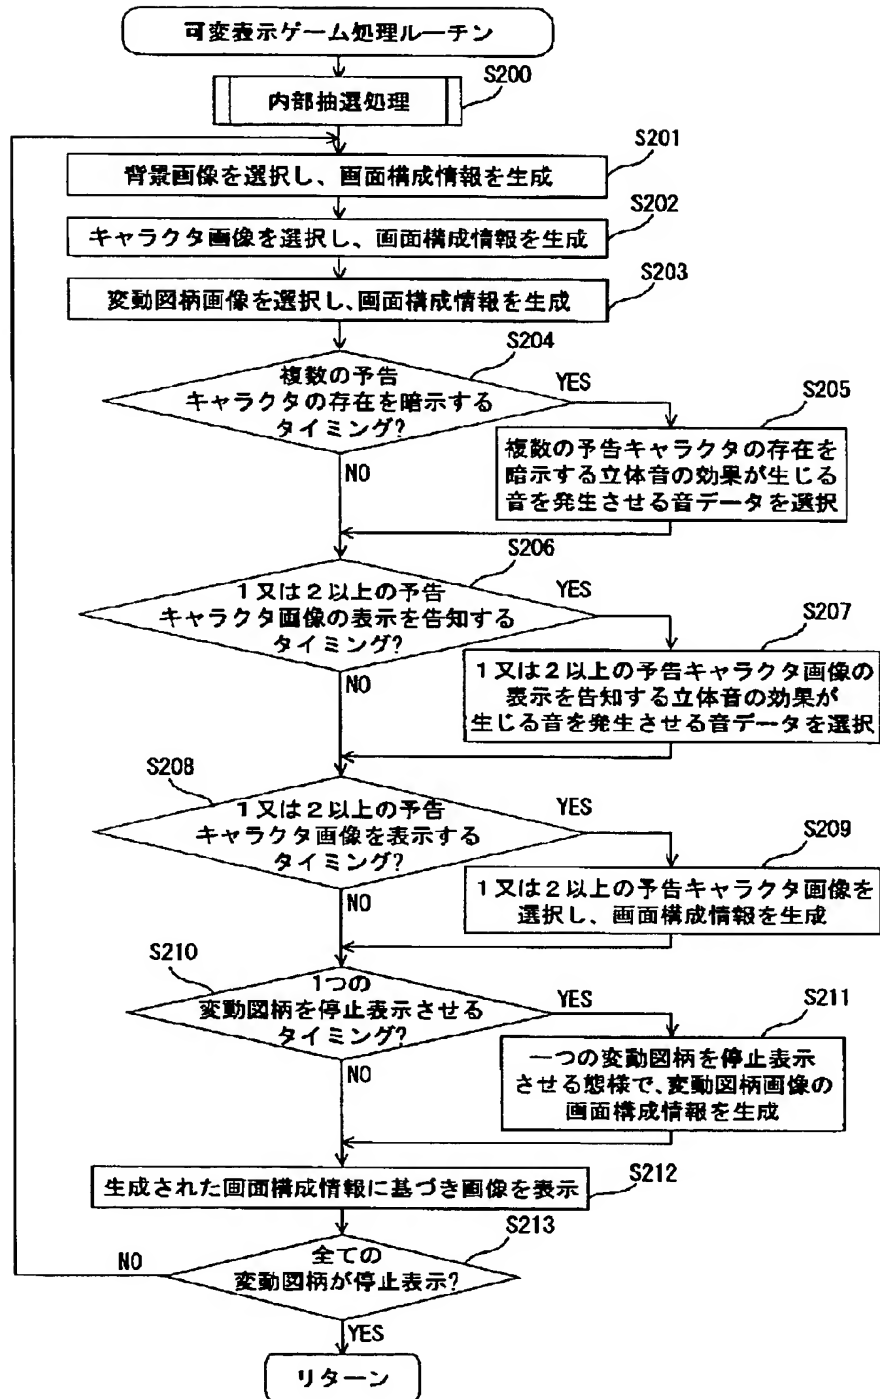 可変表示ゲーム処理ルーチン
S200
内部抽選処理
S201
背景画像を選択し、画面構成情報を生成
S202
キャラクタ画像を選択し、画面構成情報を生成
S203
変動図柄画像を選択し、画面構成情報を生成
S204
複数の予告
キャラクタの存在を暗示する
タイミング?
YES
NO
S205
複数の予告キャラクタの存在を
暗示する立体音の効果が生じる
音を発生させる音データを選択
S206
1又は2以上の予告
キャラクタ画像の表示を告知する
タイミング?
YES
NO
S207
1又は2以上の予告キャラクタ画像の
表示を告知する立体音の効果が
生じる音を発生させる音データを選択
S208
1又は2以上の予告
キャラクタ画像を表示する
タイミング?
YES
NO
S209
1又は2以上の予告キャラクタ画像を
選択し、画面構成情報を生成
S210
1つの
変動図柄を停止表示させる
タイミング?
YES
NO
S211
一つの変動図柄を停止表示
させる態様で、変動図柄画像の
画面構成情報を生成
S212
生成された画面構成情報に基づき画像を表示
S213
全ての
変動図柄が停止表示?
NO
YES
リターン